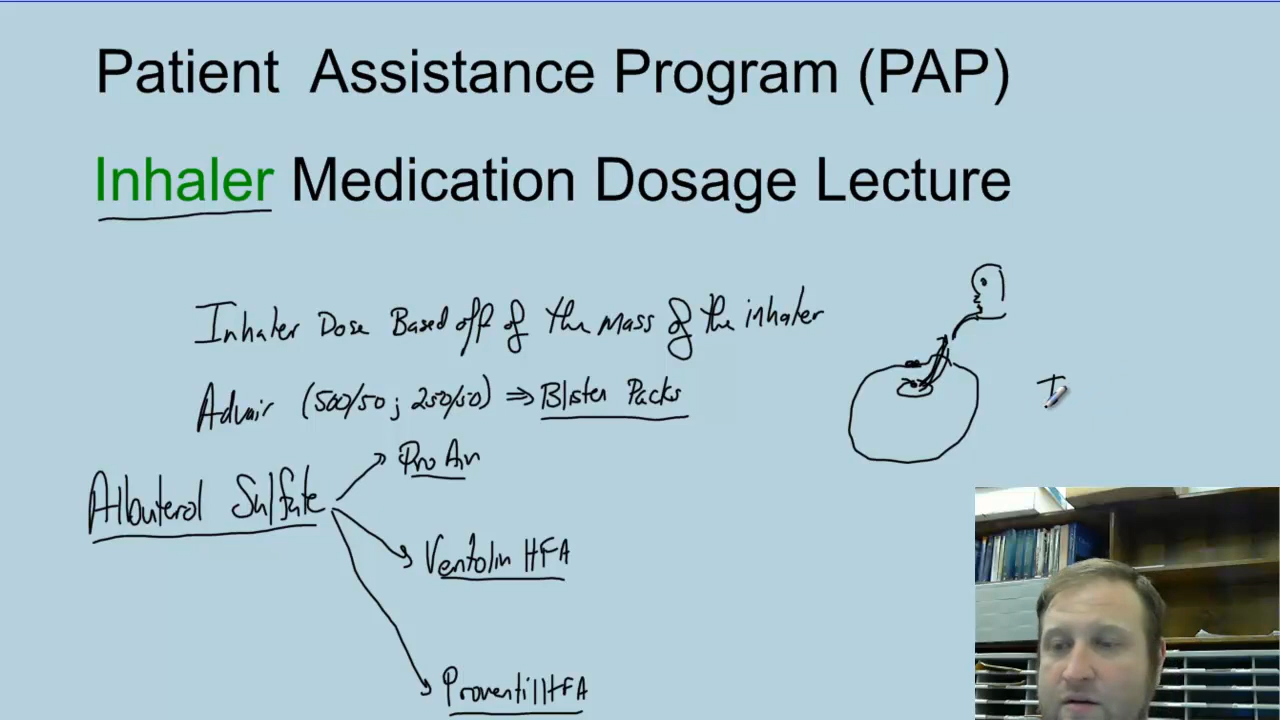 Patient Assistance Program (PAP)
Inhaler Medication Dosage Lecture
Inhaler Dose Based off of the mass of the inhaler
Advair (500/50; 250/50) ⇒ Blister Packs
Pro Air
Albuterol Sulfate
Ventolin HFA
Proventil HFA